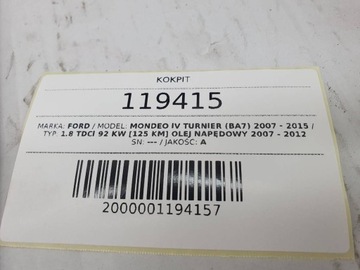 KOKPIT
119415
MARKA: FORD / MODEL: MONDEO IV TURNIER (BA7) 2007 - 2015 /
TYP: 1.8 TDCI 92 KW [125 KM] OLEJ NAPĘDOWY 2007 - 2012
SN: --- / JAKOŚĆ: A
2000001194157